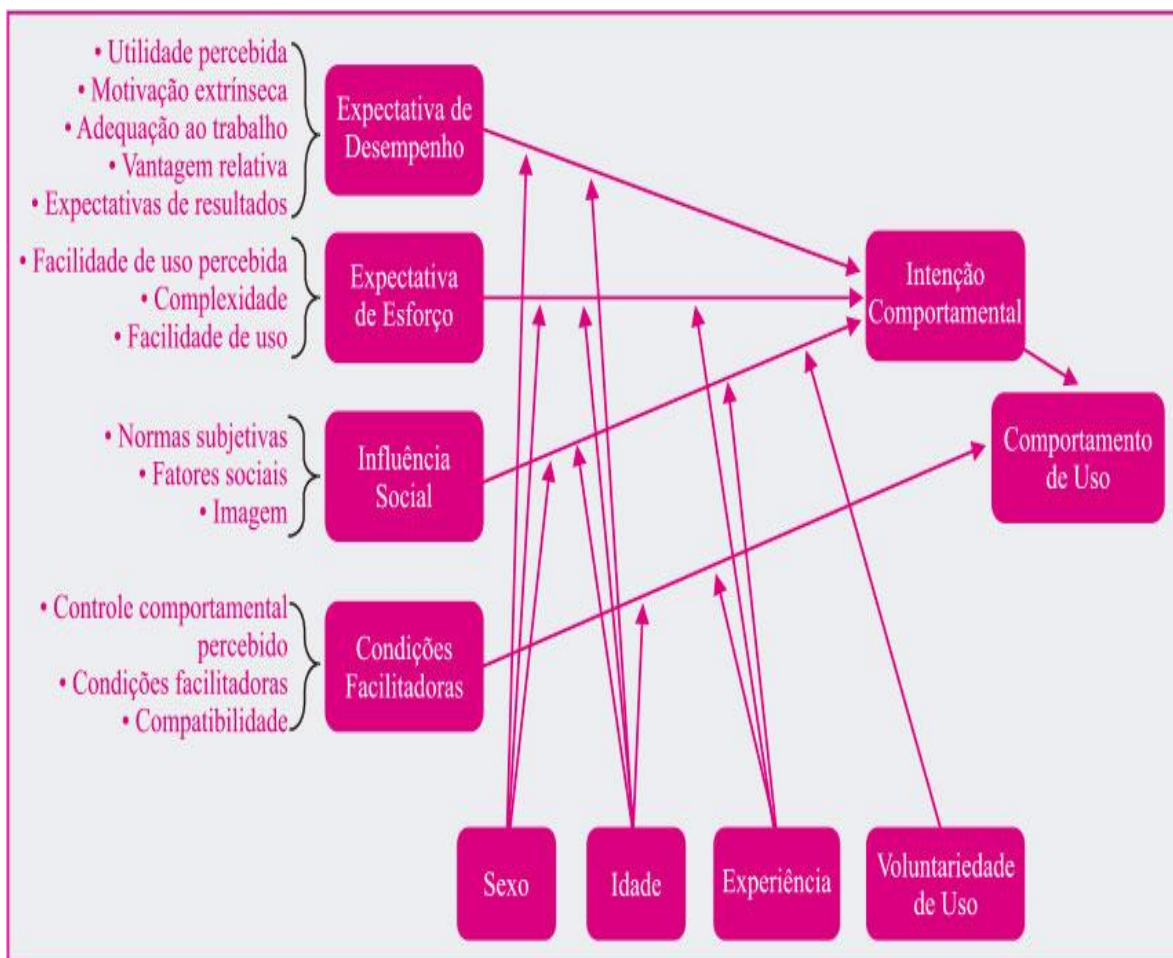 • Utilidade percebida
• Motivação extrínseca
• Adequação ao trabalho
• Vantagem relativa
• Expectativas de resultados
Expectativa de
Desempenho
• Facilidade de uso percebida
• Complexidade
• Facilidade de uso
Expectativa
de Esforço
Intenção
Comportamental
• Normas subjetivas
• Fatores sociais
• Imagem
Influência
Social
Comportamento
de Uso
• Controle comportamental
percebido
• Condições facilitadoras
• Compatibilidade
Condições
Facilitadoras
Sexo
Idade
Experiência
Voluntariedade
de Uso